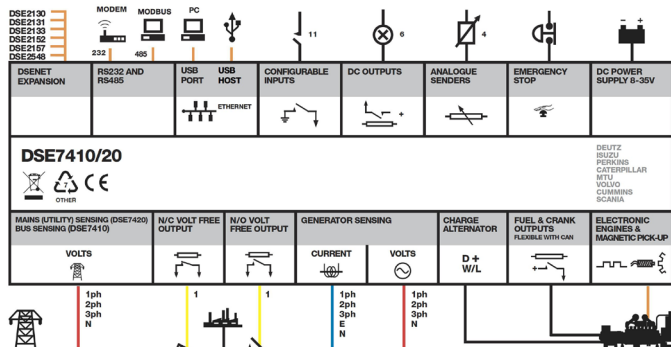 DSE2130
DSE2131
DSE2133
DSE2152
DSE2157
DSE2548
MODEM
232
MODBUS
485
PC
11
6
4
- +
DSENET
EXPANSION
RS232 AND
RS485
USB
PORT
USB
HOST
ETHERNET
CONFIGURABLE
INPUTS
DC OUTPUTS
+
ANALOGUE
SENDERS
EMERGENCY
STOP
DC POWER
SUPPLY 8-35V
DSE7410/20
7
OTHER
CE
DEUTZ
ISUZU
PERKINS
CATERPILLAR
MTU
VOLVO
CUMMINS
SCANIA
MAINS (UTILITY) SENSING (DSE7420)
BUS SENSING (DSE7410)
VOLTS
N/C VOLT FREE
OUTPUT
N/O VOLT
FREE OUTPUT
GENERATOR SENSING
CURRENT
VOLTS
CHARGE
ALTERNATOR
D +
W/L
FUEL & CRANK
OUTPUTS
FLEXIBLE WITH CAN
+
ELECTRONIC
ENGINES &
MAGNETIC PICK-UP
1ph
2ph
3ph
N
1
1
1ph
2ph
3ph
E
N
1ph
2ph
3ph
N